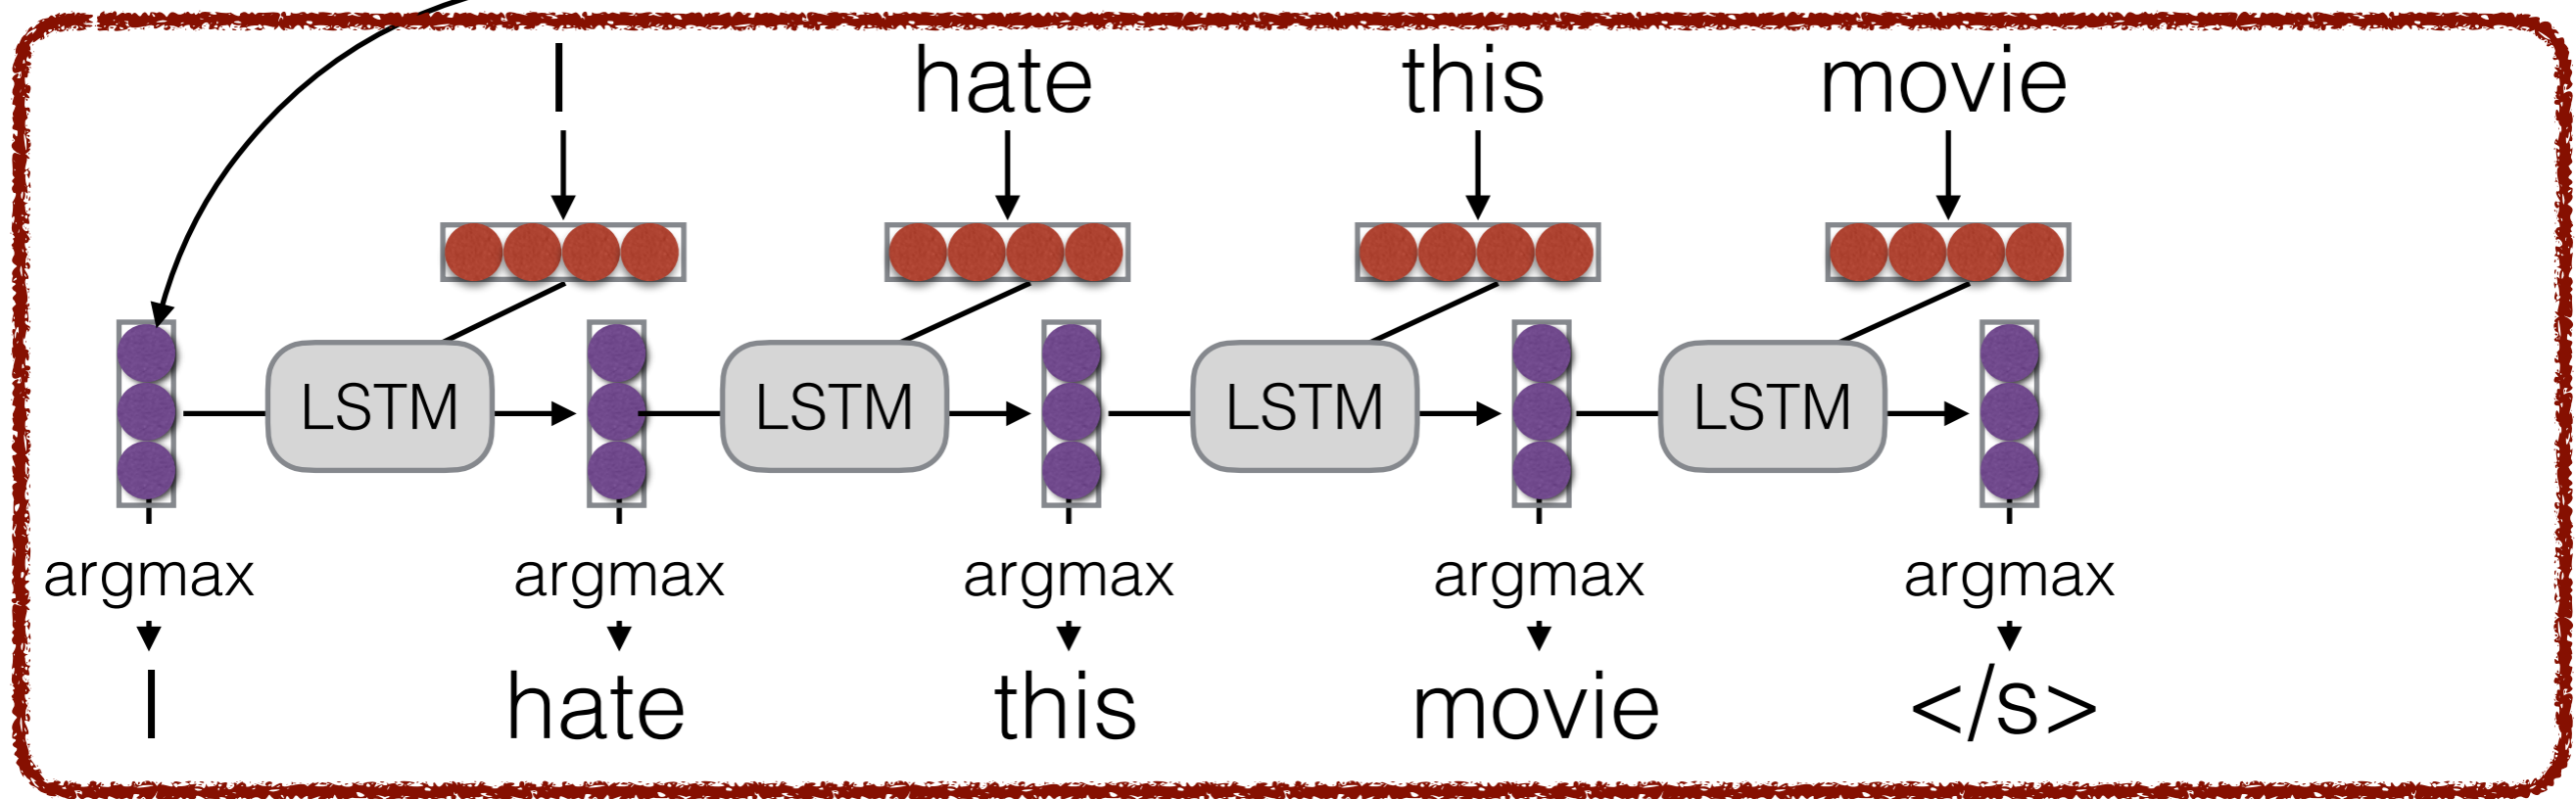 I hate this movie
LSTM LSTM LSTM LSTM
argmax argmax argmax argmax argmax
I hate this movie </s>